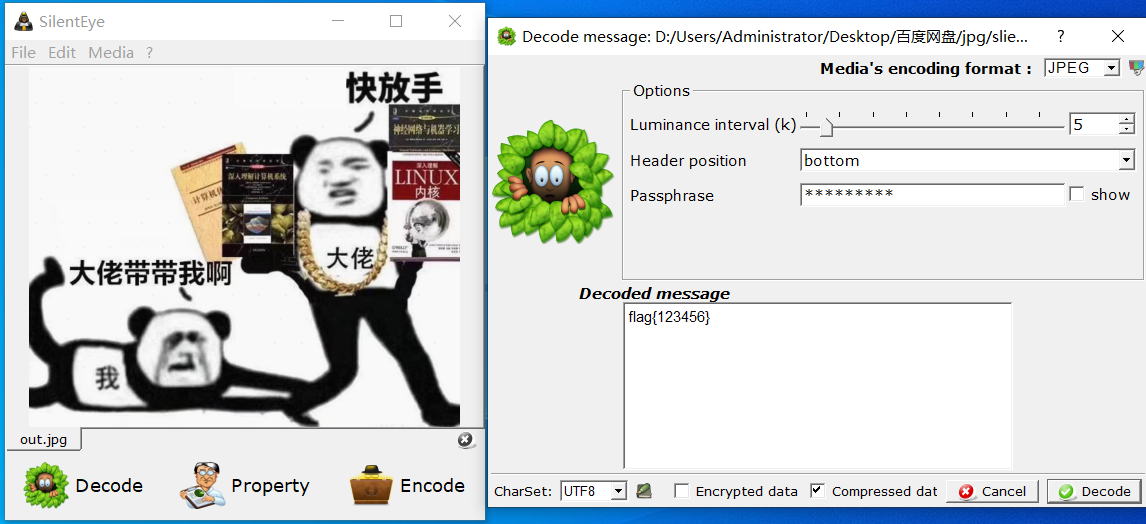 SilentEye
File Edit Media ?
快放手
神经网络与机器学习
深入理解计算机系统
深入理解
LINUX
内核
O'REILLY
大佬
大佬带带我啊
我
out.jpg
Decode Property Encode
Decode message: D:/Users/Administrator/Desktop/百度网盘/jpg/slie... ?
Media's encoding format : JPEG
Options
Luminance interval (k) 5
Header position bottom
Passphrase ********* show
Decoded message
flag{123456}
CharSet: UTF8 Encrypted data Compressed dat Cancel Decode